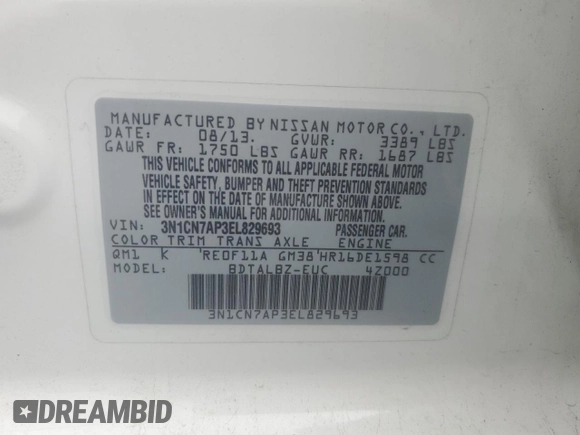 MANUFACTURED BY NISSAN MOTOR CO., LTD.
DATE: 08/13. GVWR: 3389 LBS
GAWR FR: 1750 LBS GAWR RR: 1687 LBS
THIS VEHICLE CONFORMS TO ALL APPLICABLE FEDERAL MOTOR
VEHICLE SAFETY, BUMPER AND THEFT PREVENTION STANDARDS
IN EFFECT ON THE DATE OF MANUFACTURE SHOWN ABOVE.
SEE OWNER'S MANUAL FOR ADDITIONAL INFORMATION.
VIN: 3N1CN7AP3EL829693 PASSENGER CAR.
COLOR TRIM TRANS AXLE ENGINE
QM1 K RE0F11A GM38 HR16DE1598 CC
MODEL: BDTALBZ-EUC 4Z000
3N1CN7AP3EL829693
DREAMBID